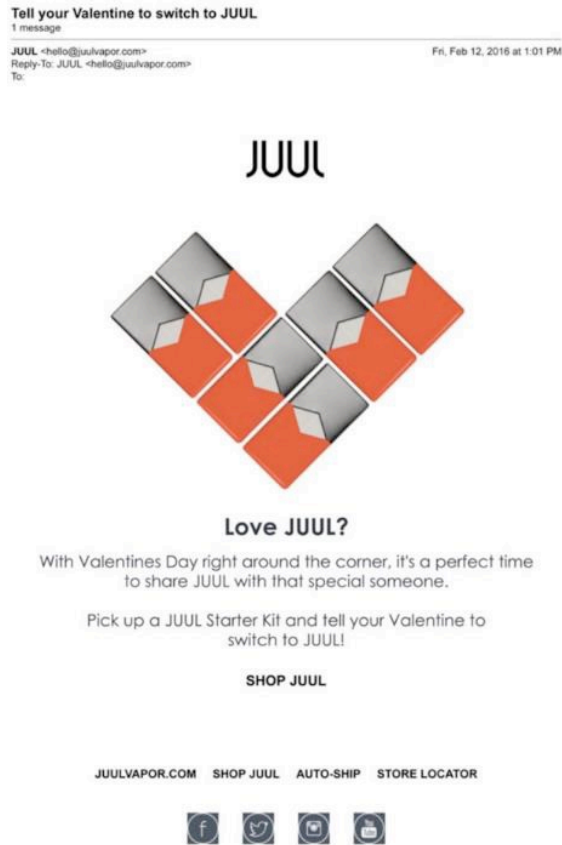 Tell your Valentine to switch to JUUL
1 message
JUUL <hello@juulvapor.com>
Fri, Feb 12, 2016 at 1:01 PM
Reply-To: JUUL <hello@juulvapor.com>
To:
JUUL
Love JUUL?
With Valentines Day right around the corner, it's a perfect time
to share JUUL with that special someone.
Pick up a JUUL Starter Kit and tell your Valentine to
switch to JUUL!
SHOP JUUL
JUULVAPOR.COM SHOP JUUL AUTO-SHIP STORE LOCATOR
f
You
Tube